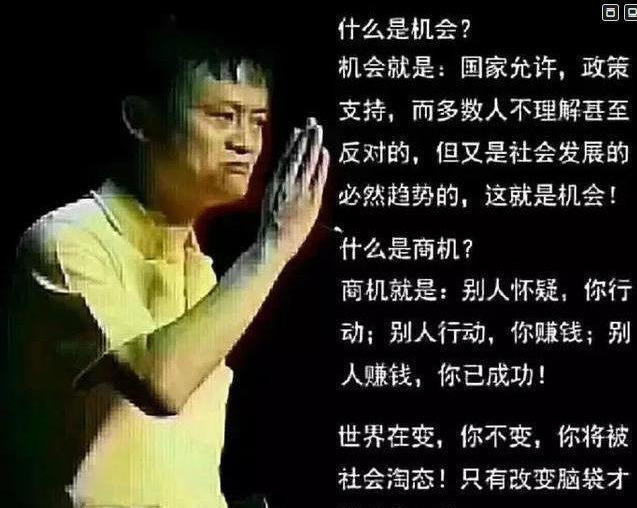 什么是机会?
机会就是：国家允许，政策
支持，而多数人不理解甚至
反对的，但又是社会发展的
必然趋势的，这就是机会！
什么是商机?
商机就是：别人怀疑，你行
动；别人行动，你赚钱；别
人赚钱，你已成功！
世界在变，你不变，你将被
社会淘态！只有改变脑袋才